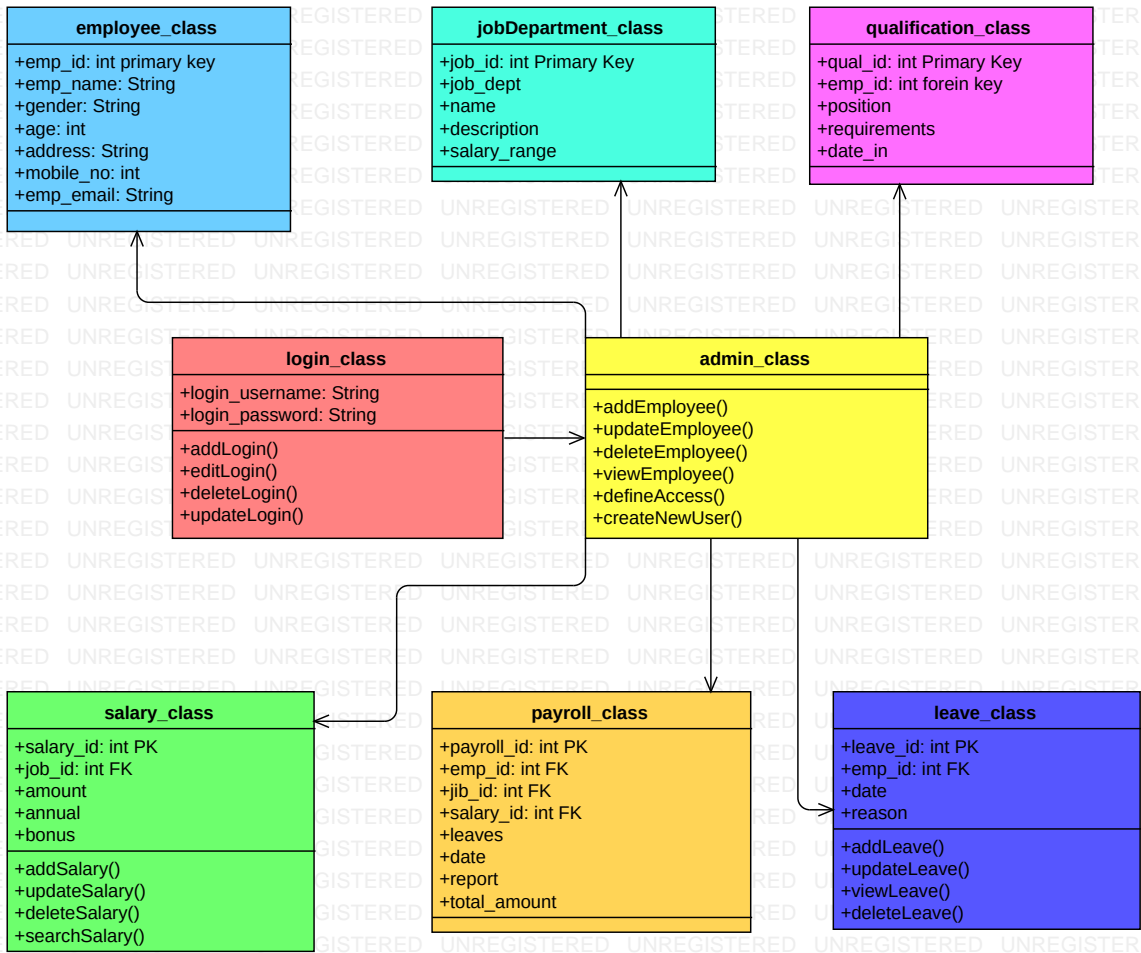 employee_class
+emp_id: int primary key
+emp_name: String
+gender: String
+age: int
+address: String
+mobile_no: int
+emp_email: String
jobDepartment_class
+job_id: int Primary Key
+job_dept
+name
+description
+salary_range
qualification_class
+qual_id: int Primary Key
+emp_id: int forein key
+position
+requirements
+date_in
login_class
+login_username: String
+login_password: String
+addLogin()
+editLogin()
+deleteLogin()
+updateLogin()
admin_class
+addEmployee()
+updateEmployee()
+deleteEmployee()
+viewEmployee()
+defineAccess()
+createNewUser()
salary_class
+salary_id: int PK
+job_id: int FK
+amount
+annual
+bonus
+addSalary()
+updateSalary()
+deleteSalary()
+searchSalary()
payroll_class
+payroll_id: int PK
+emp_id: int FK
+jib_id: int FK
+salary_id: int FK
+leaves
+date
+report
+total_amount
leave_class
+leave_id: int PK
+emp_id: int FK
+date
+reason
+addLeave()
+updateLeave()
+viewLeave()
+deleteLeave()
UNREGISTERED